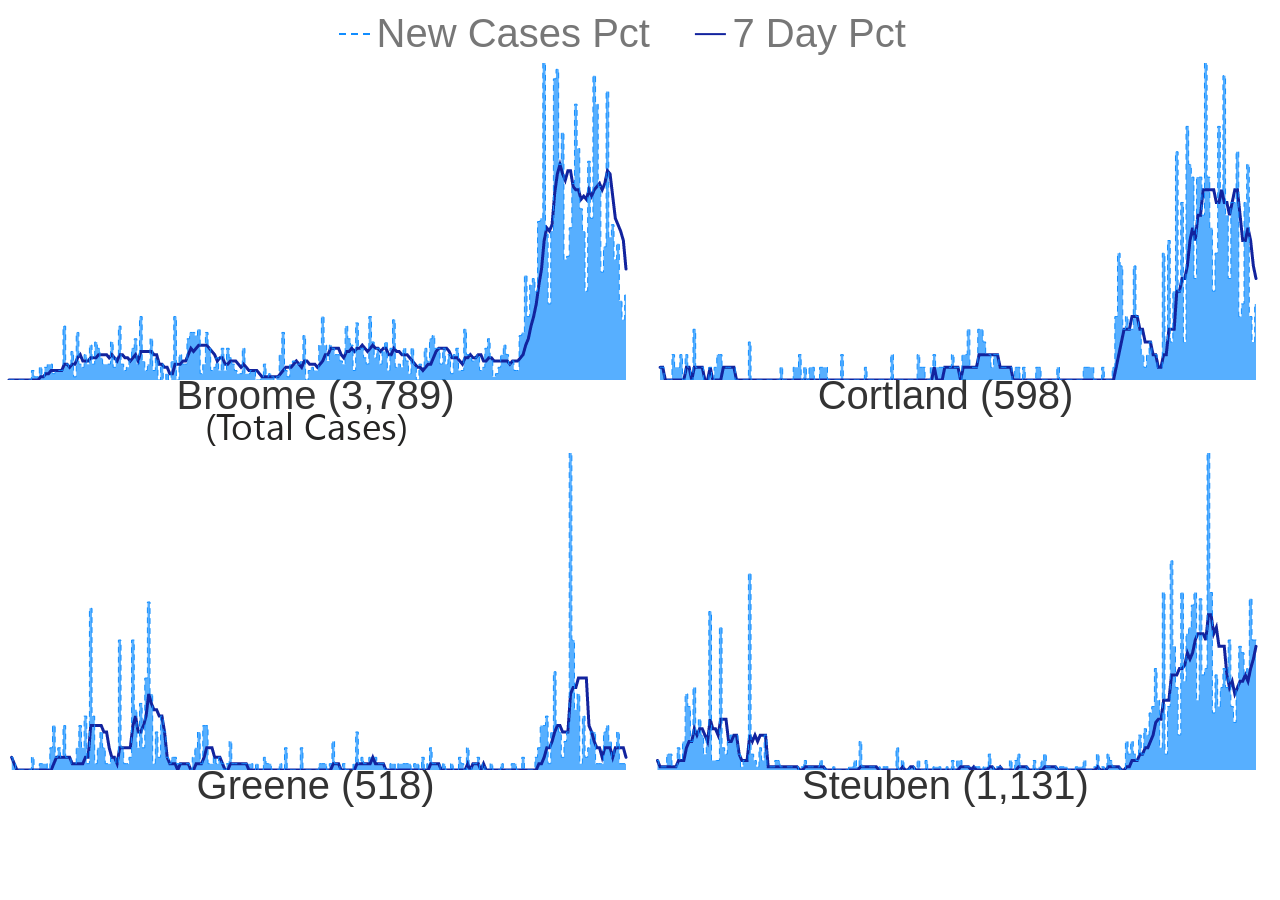 New Cases Pct 7 Day Pct
Broome (3,789) Cortland (598)
(Total Cases)
Greene (518) Steuben (1,131)